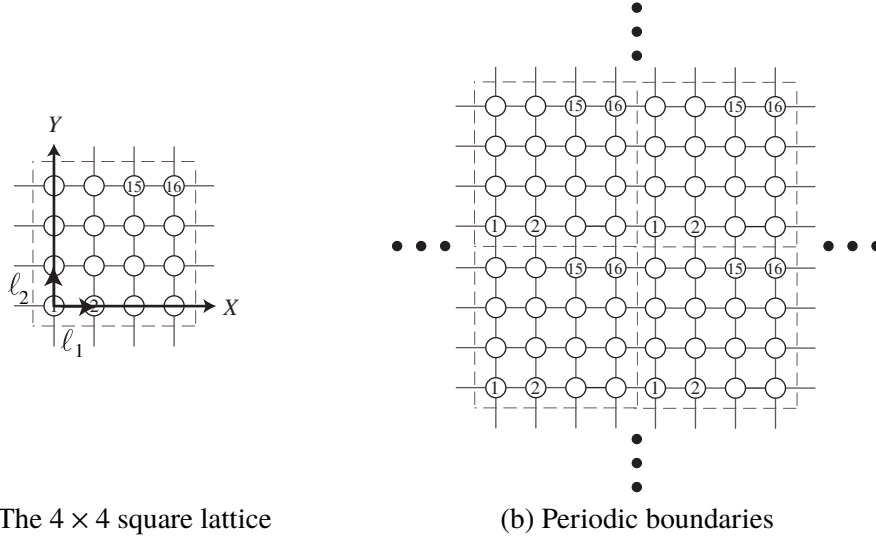 Y
15 16
ℓ2
1 2 X
ℓ1
The 4 × 4 square lattice
15 16 15 16
1 2 1 2
15 16 15 16
1 2 1 2
(b) Periodic boundaries